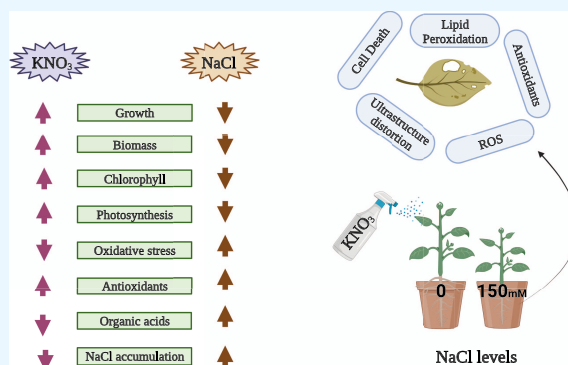 KNO₃
NaCl
Growth
Biomass
Chlorophyll
Photosynthesis
Oxidative stress
Antioxidants
Organic acids
NaCl accumulation
Cell Death
Lipid
Peroxidation
Antioxidants
Ultrastructure
distortion
ROS
KNO₃
0
150mM
NaCl levels